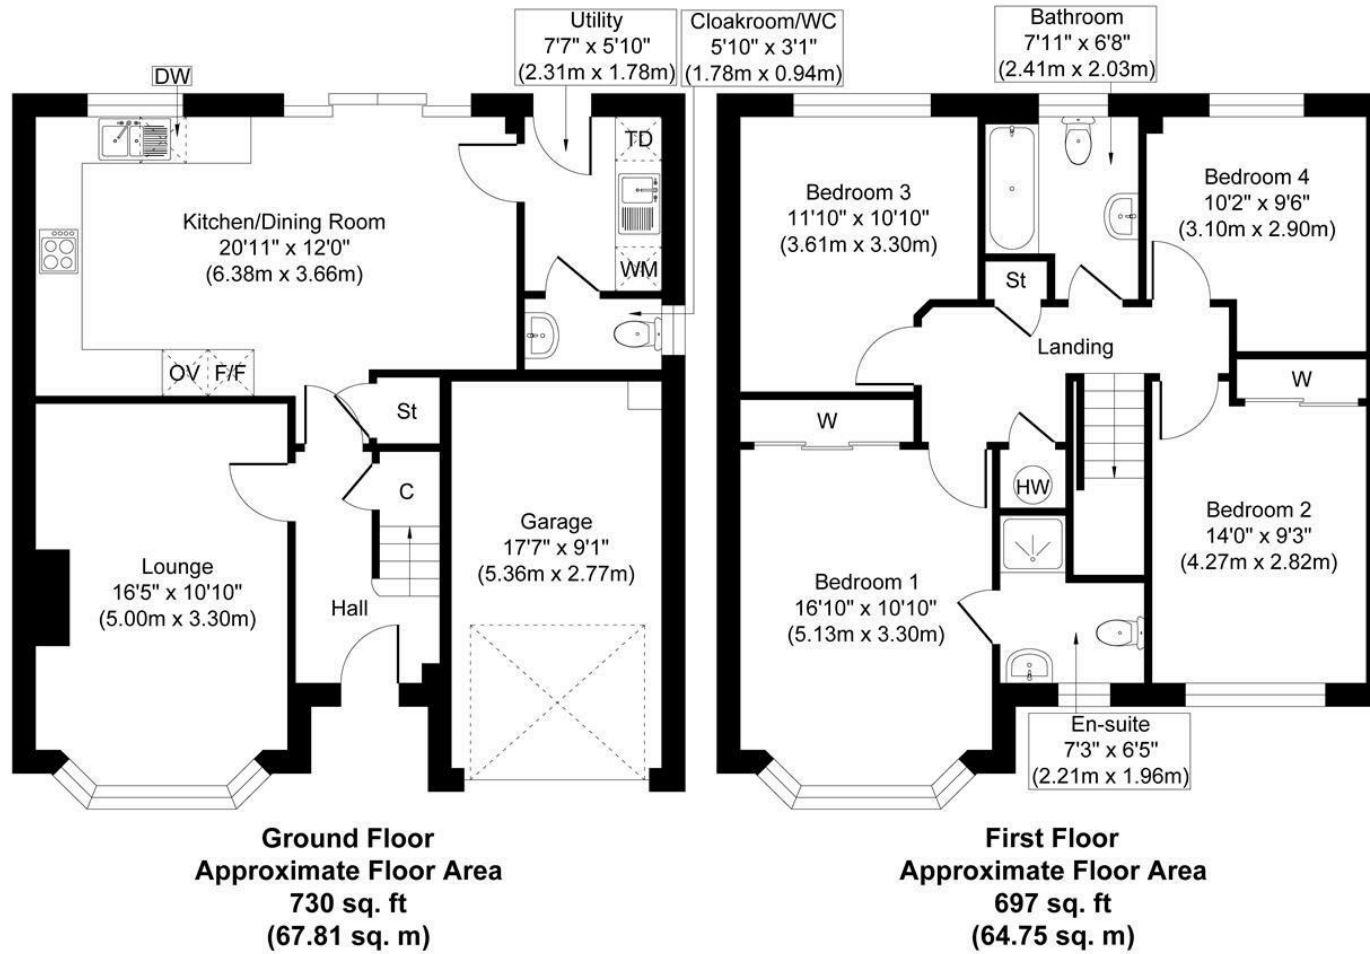 Utility
7'7" x 5'10"
(2.31m x 1.78m)
Cloakroom/WC
5'10" x 3'1"
(1.78m x 0.94m)
DW
TD
WM
Kitchen/Dining Room
20'11" x 12'0"
(6.38m x 3.66m)
OV
F/F
St
C
Lounge
16'5" x 10'10"
(5.00m x 3.30m)
Hall
Garage
17'7" x 9'1"
(5.36m x 2.77m)
Ground Floor
Approximate Floor Area
730 sq. ft
(67.81 sq. m)
Bathroom
7'11" x 6'8"
(2.41m x 2.03m)
Bedroom 3
11'10" x 10'10"
(3.61m x 3.30m)
Bedroom 4
10'2" x 9'6"
(3.10m x 2.90m)
St
Landing
W
W
HW
Bedroom 2
14'0" x 9'3"
(4.27m x 2.82m)
Bedroom 1
16'10" x 10'10"
(5.13m x 3.30m)
En-suite
7'3" x 6'5"
(2.21m x 1.96m)
First Floor
Approximate Floor Area
697 sq. ft
(64.75 sq. m)